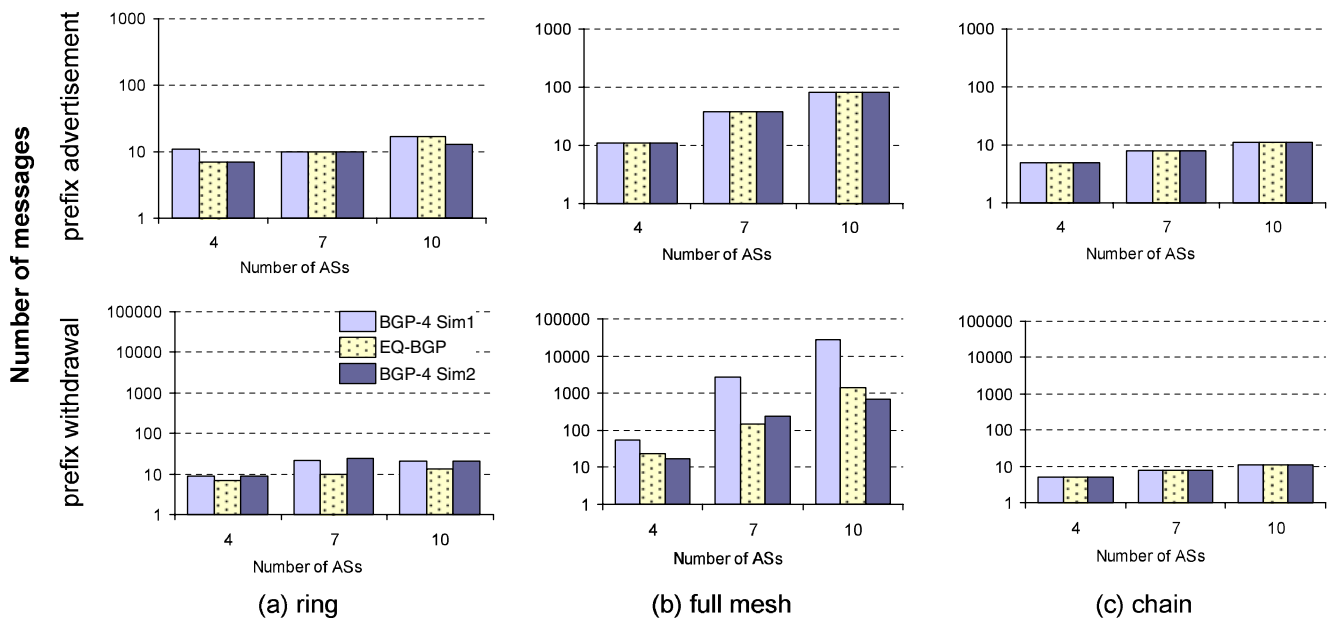 Number of messages
prefix advertisement
1000
100
10
1
4 7 10
Number of ASs
1000
100
10
1
4 7 10
Number of ASs
1000
100
10
1
4 7 10
Number of ASs
prefix withdrawal
100000
10000
1000
100
10
1
BGP-4 Sim1
EQ-BGP
BGP-4 Sim2
4 7 10
Number of ASs
100000
10000
1000
100
10
1
4 7 10
Number of ASs
100000
10000
1000
100
10
1
4 7 10
Number of ASs
(a) ring
(b) full mesh
(c) chain